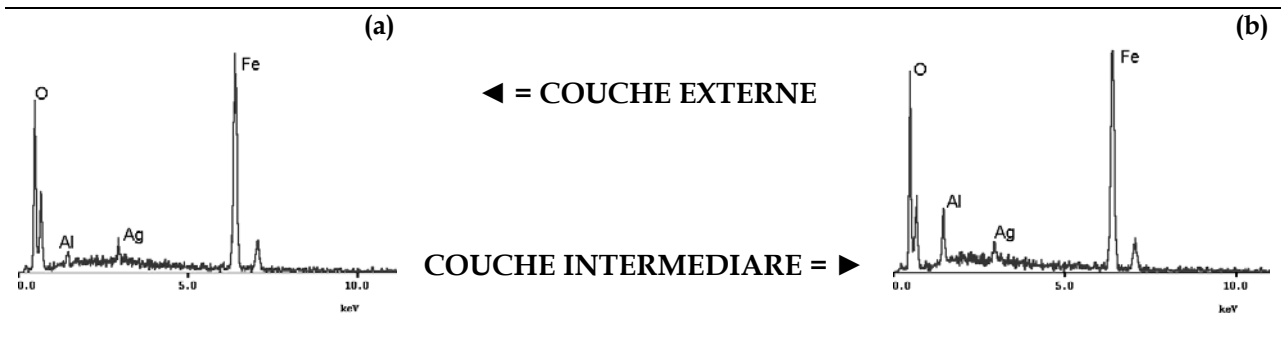 (a)
(b)
Fe
O
Al
Ag
0.0 5.0 10.0
keV
◄ = COUCHE EXTERNE
COUCHE INTERMEDIARE = ►
Fe
O
Al
Ag
0.0 5.0 10.0
keV